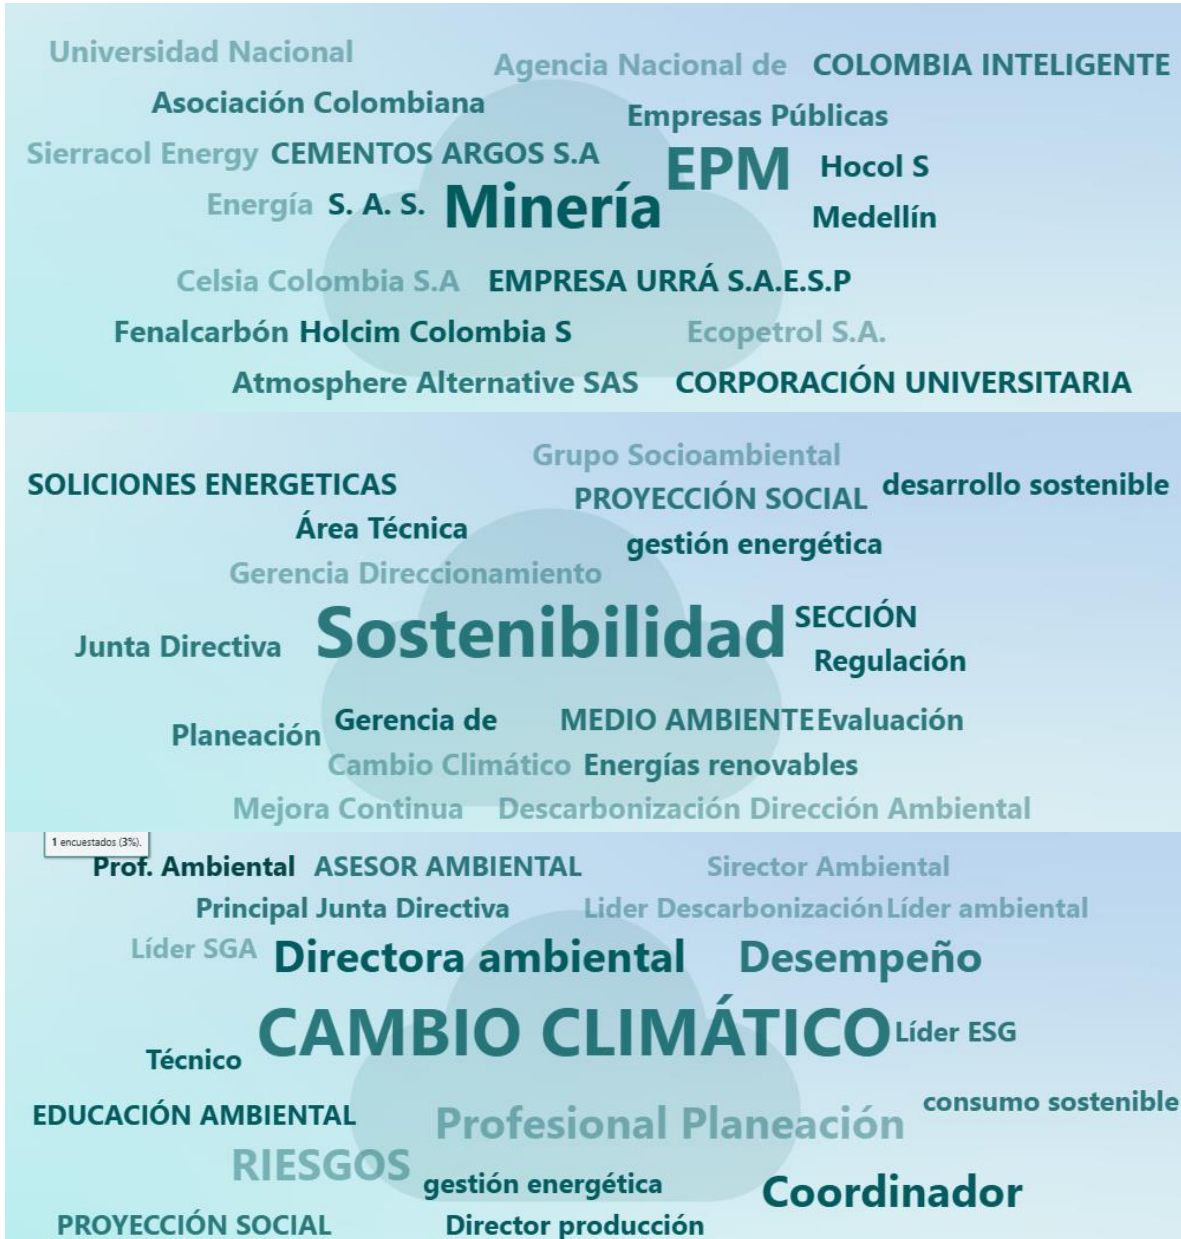 Universidad Nacional
Agencia Nacional de COLOMBIA INTELIGENTE
Asociación Colombiana
Empresas Públicas
Sierracol Energy CEMENTOS ARGOS S.A
EPM Hocol S
Energía S. A. S. Minería
Medellín
Celsia Colombia S.A EMPRESA URRÁ S.A.E.S.P
Fenalcarbón Holcim Colombia S Ecopetrol S.A.
Atmosphere Alternative SAS CORPORACIÓN UNIVERSITARIA
Grupo Socioambiental
SOLICIONES ENERGETICAS
PROYECCIÓN SOCIAL desarrollo sostenible
Área Técnica
gestión energética
Gerencia Direccionamiento
Sostenibilidad SECCIÓN
Junta Directiva
Regulación
Planeación Gerencia de MEDIO AMBIENTE Evaluación
Cambio Climático Energías renovables
Mejora Continua Descarbonización Dirección Ambiental
1 encuestados (3%).
Prof. Ambiental ASESOR AMBIENTAL Sirector Ambiental
Principal Junta Directiva Lider Descarbonización Líder ambiental
Líder SGA Directora ambiental Desempeño
CAMBIO CLIMÁTICO Líder ESG
Técnico
EDUCACIÓN AMBIENTAL Profesional Planeación consumo sostenible
RIESGOS gestión energética Coordinador
PROYECCIÓN SOCIAL Director producción